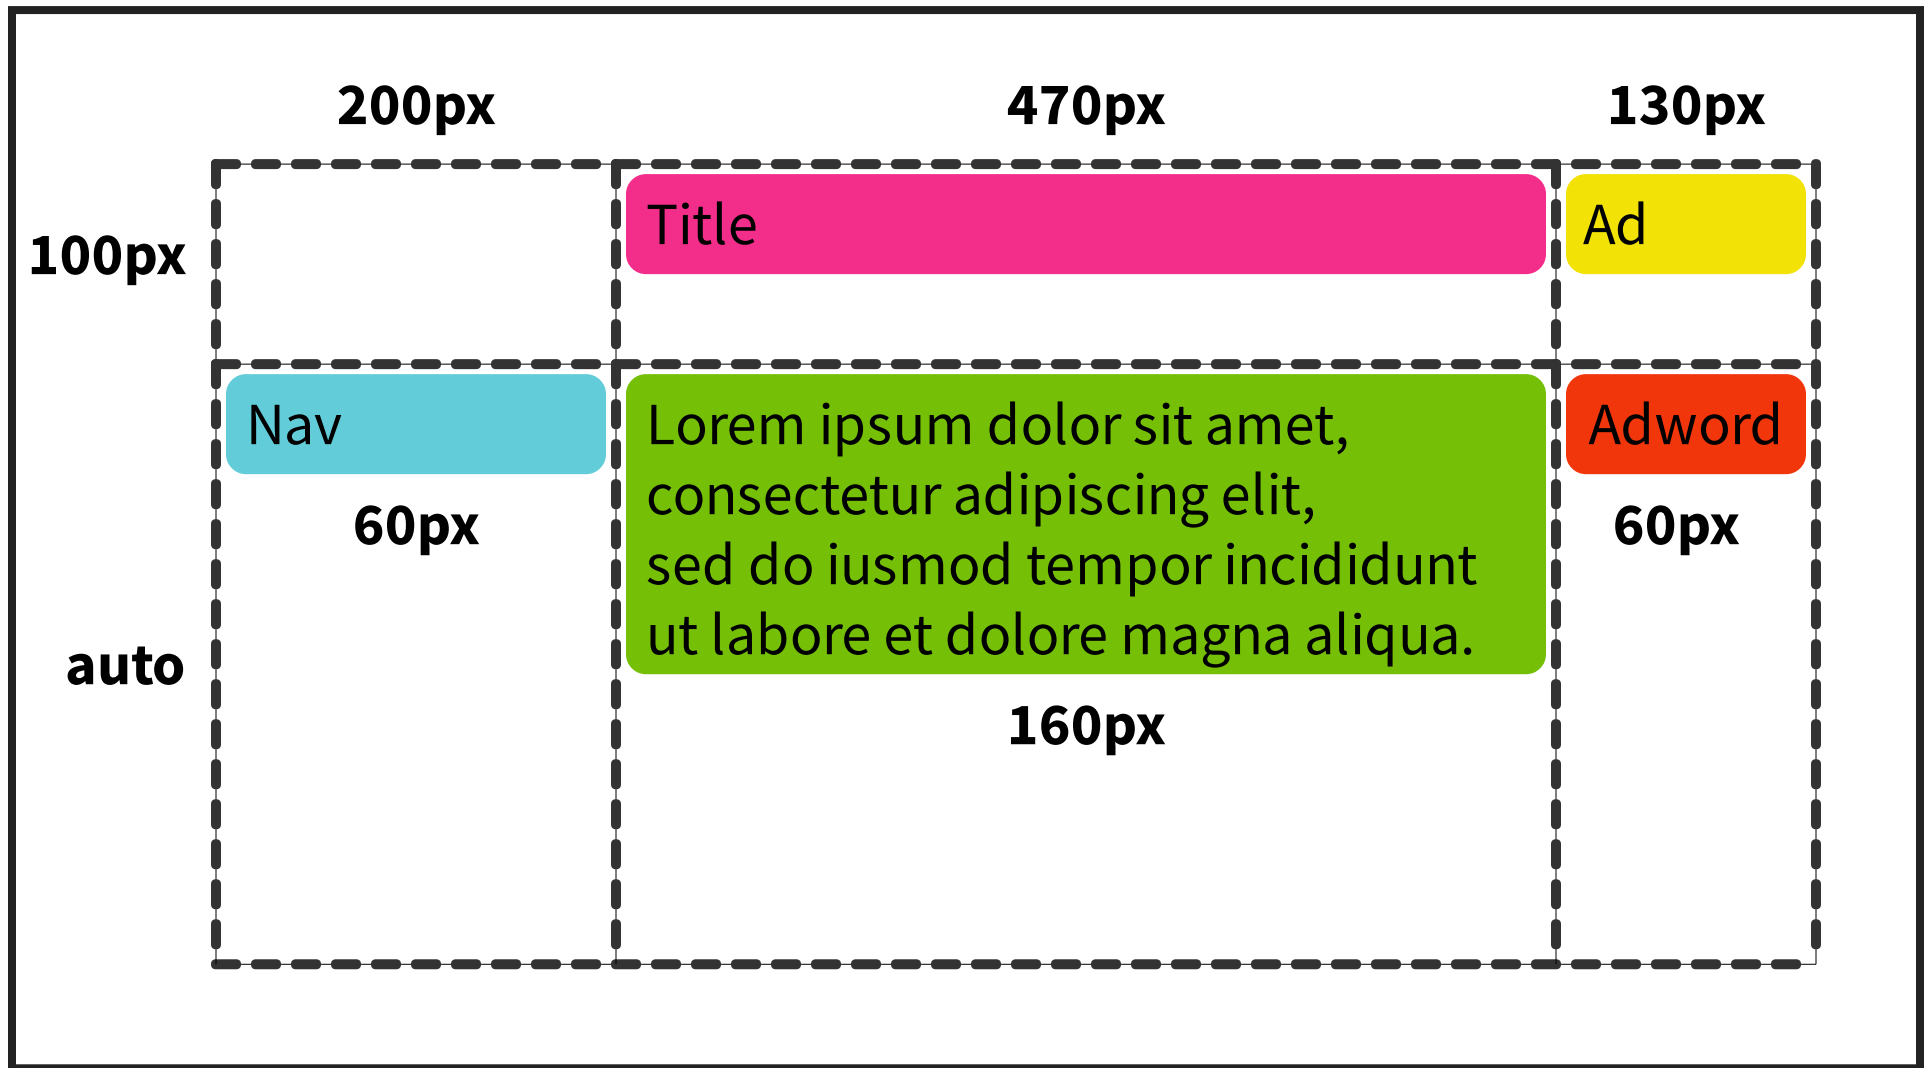 200px
470px
130px
100px
Title
Ad
Nav
Lorem ipsum dolor sit amet,
consectetur adipiscing elit,
sed do iusmod tempor incididunt
ut labore et dolore magna aliqua.
Adword
60px
60px
auto
160px